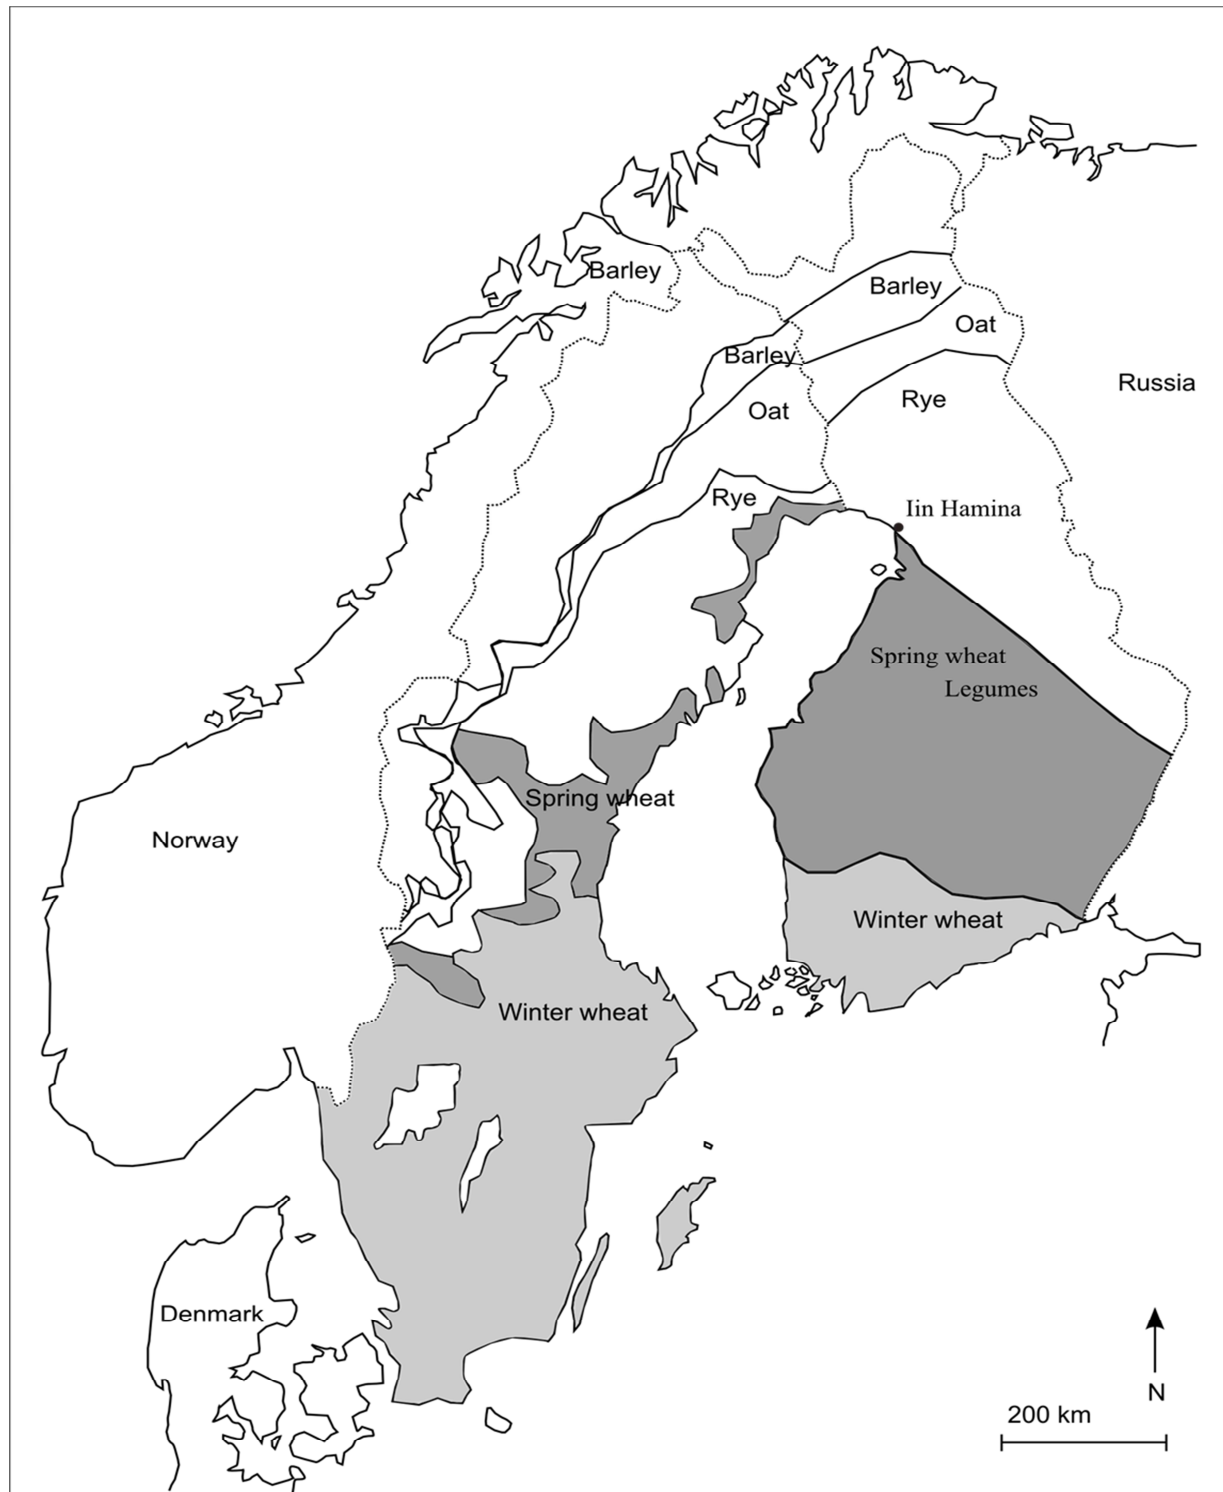 Barley
Barley
Oat
Barley
Russia
Rye
Oat
Rye
Iin Hamina
Spring wheat
Legumes
Spring wheat
Norway
Winter wheat
Winter wheat
Denmark
N
200 km